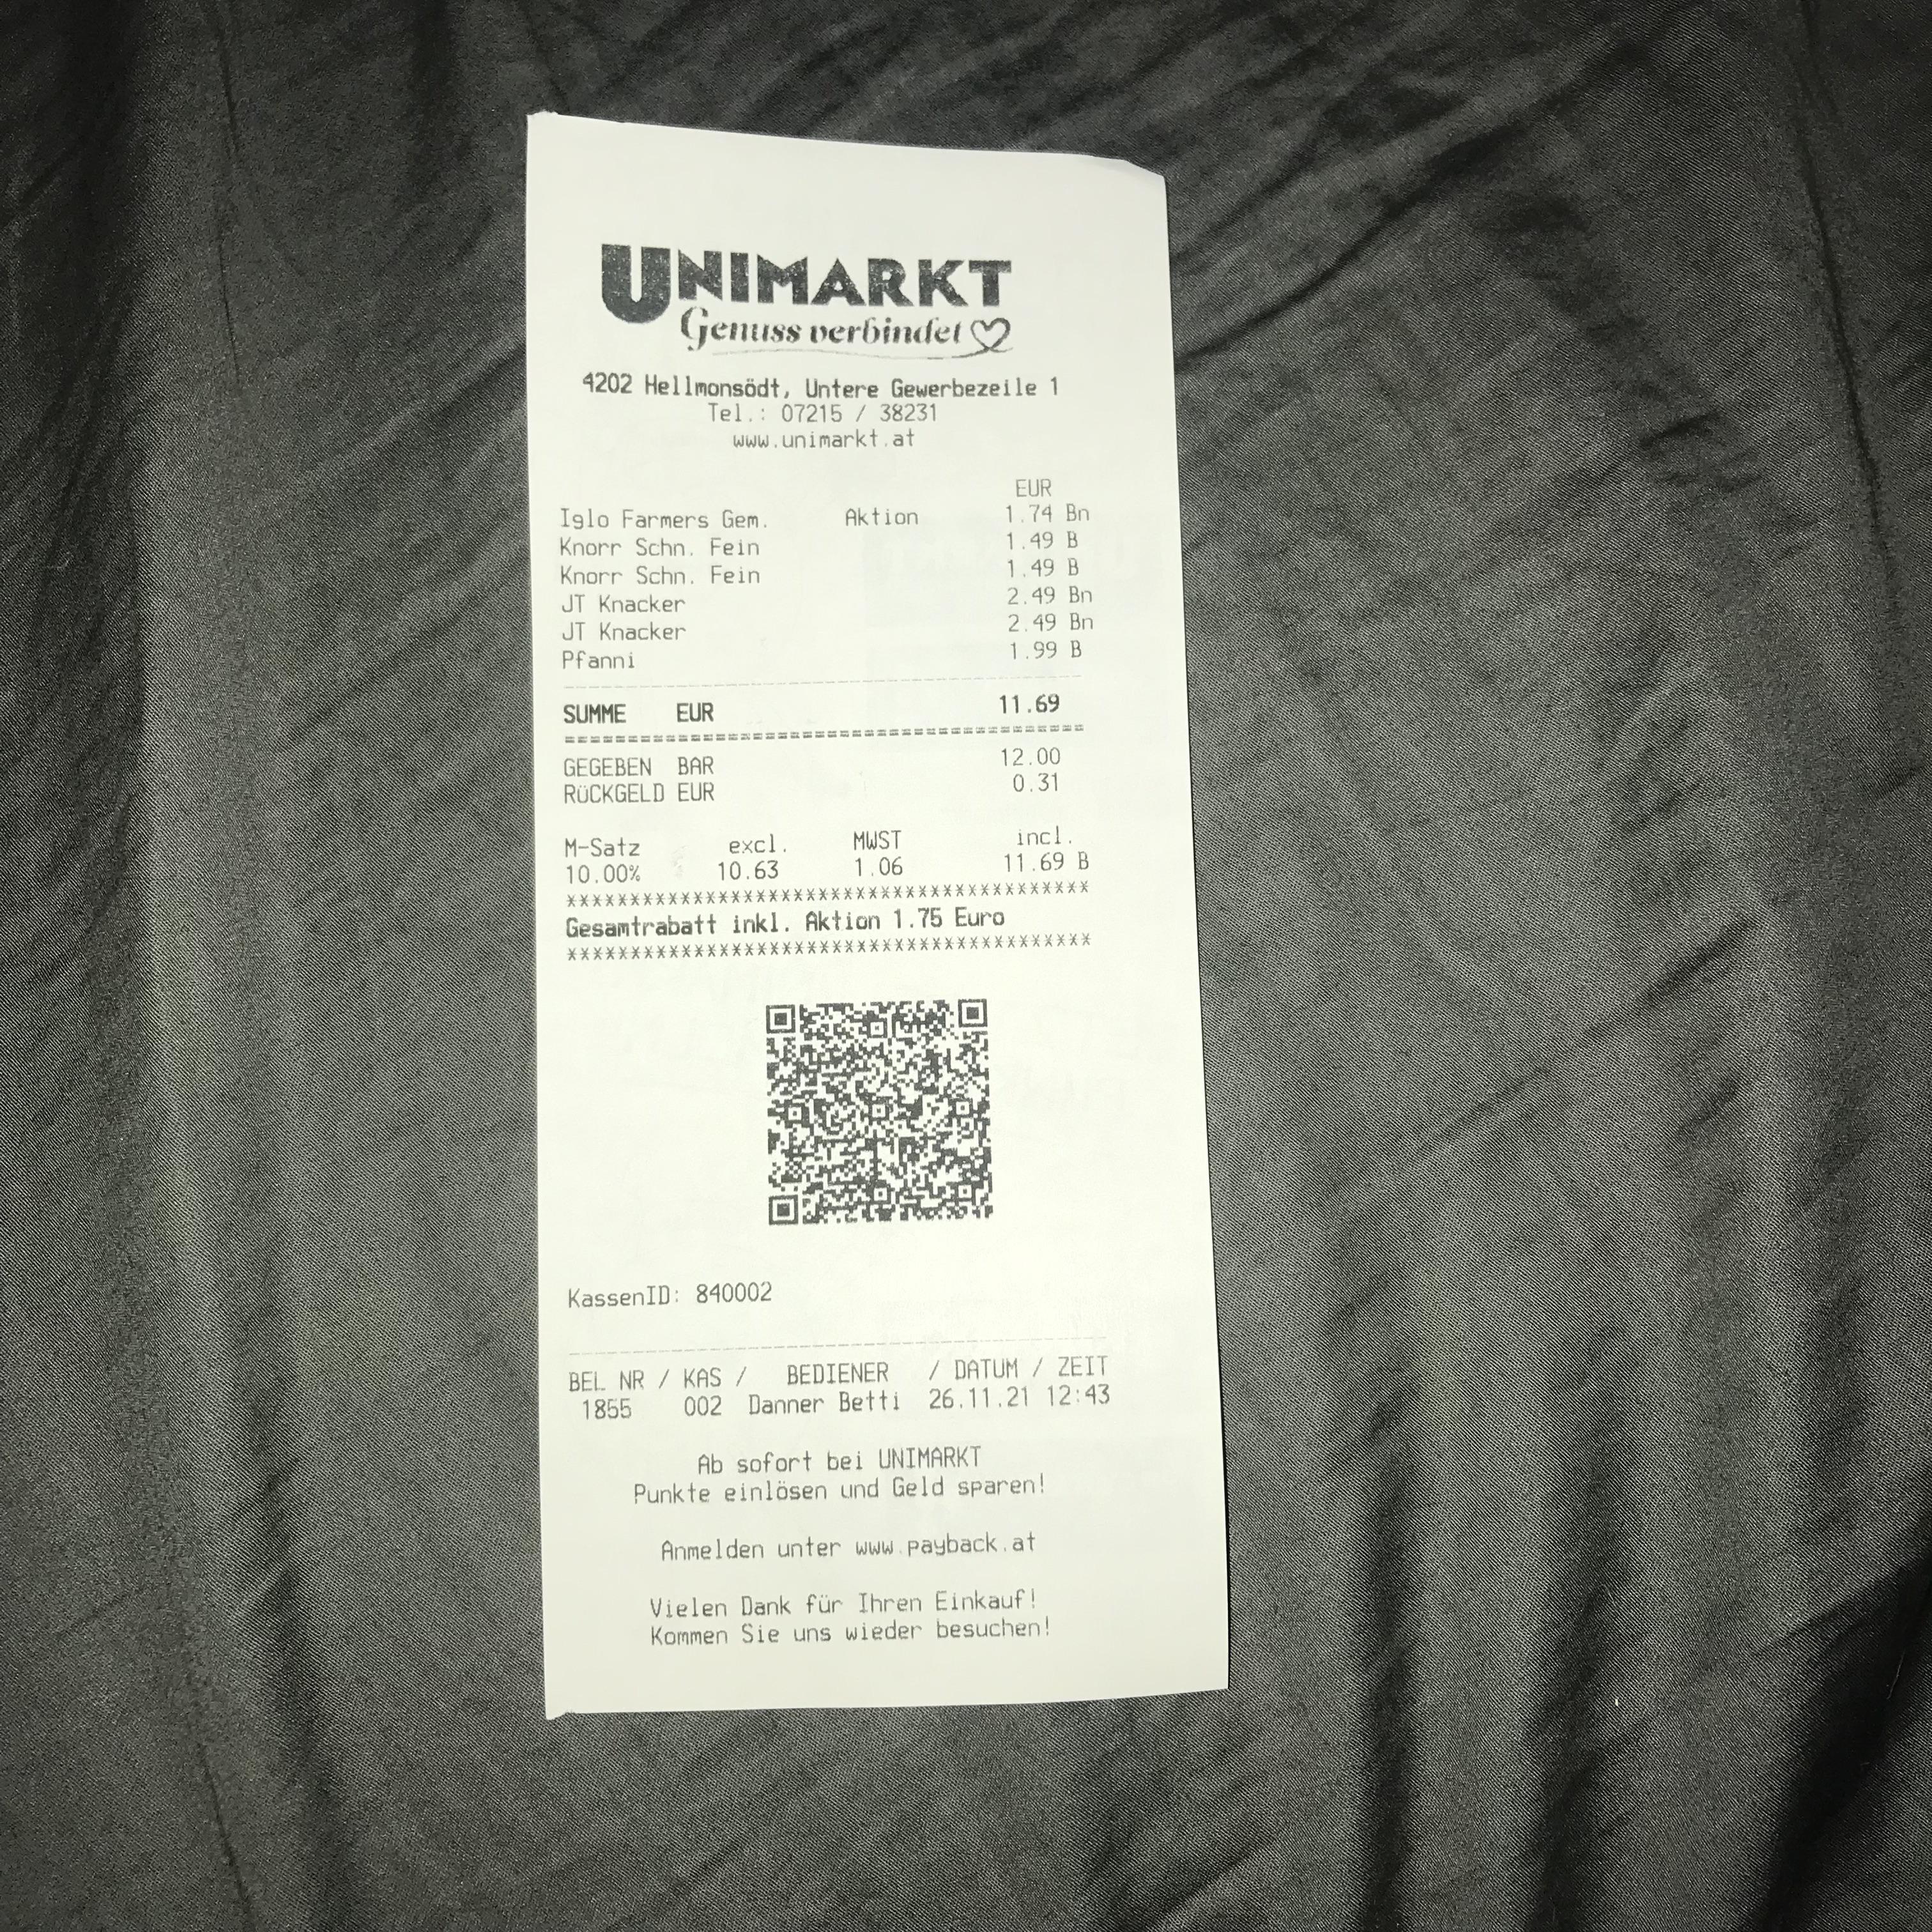 UNIMARKT
Genuss verbindet
4202 Hellmonsödt, Untere Gewerbezeile 1
Tel.: 07215 / 38231
www.unimarkt.at
EUR
Iglo Farmers Gem. Aktion 1.74 Bn
Knorr Schn. Fein 1.49 B
Knorr Schn. Fein 1.49 B
JT Knacker 2.49 Bn
JT Knacker 2.49 Bn
Pfanni 1.99 B
SUMME EUR 11.69
GEGEBEN BAR 12.00
RÜCKGELD EUR 0.31
M-Satz excl. MWST incl.
10.00% 10.63 1.06 11.69 B
******************************************
Gesamtrabatt inkl. Aktion 1.75 Euro
******************************************
KassenID: 840002
BEL NR / KAS / BEDIENER / DATUM / ZEIT
1855 002 Danner Betti 26.11.21 12:43
Ab sofort bei UNIMARKT
Punkte einlösen und Geld sparen!
Anmelden unter www.payback.at
Vielen Dank für Ihren Einkauf!
Kommen Sie uns wieder besuchen!